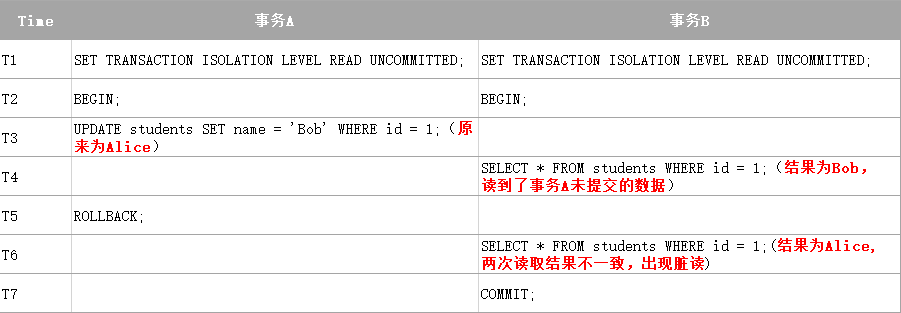 Time 事务A 事务B
T1 SET TRANSACTION ISOLATION LEVEL READ UNCOMMITTED; SET TRANSACTION ISOLATION LEVEL READ UNCOMMITTED;
T2 BEGIN; BEGIN;
T3 UPDATE students SET name = 'Bob' WHERE id = 1;（原
来为Alice）
T4 SELECT * FROM students WHERE id = 1;（结果为Bob，
读到了事务A未提交的数据）
T5 ROLLBACK;
T6 SELECT * FROM students WHERE id = 1;(结果为Alice,
两次读取结果不一致，出现脏读)
T7 COMMIT;